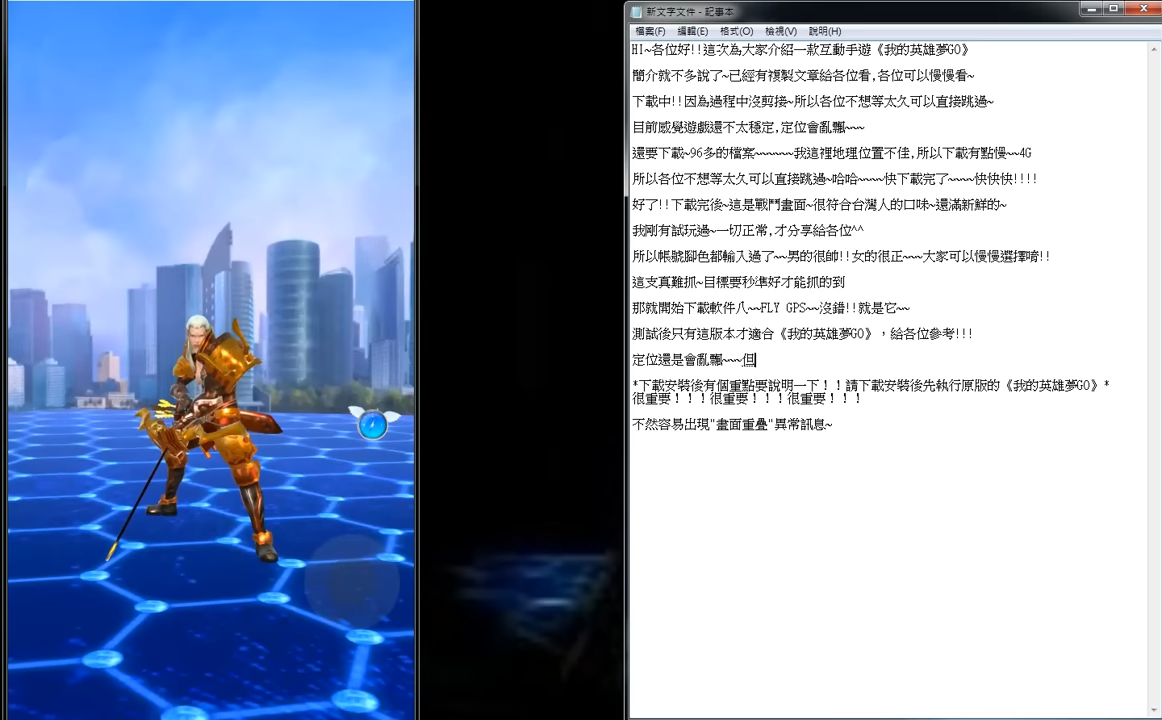 新文字文件 - 記事本
檔案(F) 編輯(E) 格式(O) 檢視(V) 說明(H)
HI~各位好!!這次為大家介紹一款互動手遊《我的英雄夢GO》
簡介就不多說了~已經有複製文章給各位看,各位可以慢慢看~
下載中!!因為過程中沒剪接~所以各位不想等太久可以直接跳過~
目前感覺遊戲還不太穩定,定位會亂飄~~~
還要下載~96多的檔案~~~~~~我這裡地理位置不佳,所以下載有點慢~~4G
所以各位不想等太久可以直接跳過~哈哈~~~~快下載完了~~~~快快快!!!!
好了!!下載完後~這是戰鬥畫面~很符合台灣人的口味~還滿新鮮的~
我剛有試玩過~一切正常,才分享給各位^^
所以帳號腳色都輸入過了~~男的很帥!!女的很正~~~大家可以慢慢選擇唷!!
這支真難抓~目標要秒準好才能抓的到
那就開始下載軟件八~~FLY GPS~~沒錯!!就是它~~
測試後只有這版本才適合《我的英雄夢GO》，給各位參考!!!
定位還是會亂飄~~~但
*下載安裝後有個重點要說明一下！！請下載安裝後先執行原版的《我的英雄夢GO》*
很重要！！！很重要！！！很重要！！！
不然容易出現"畫面重疊"異常訊息~